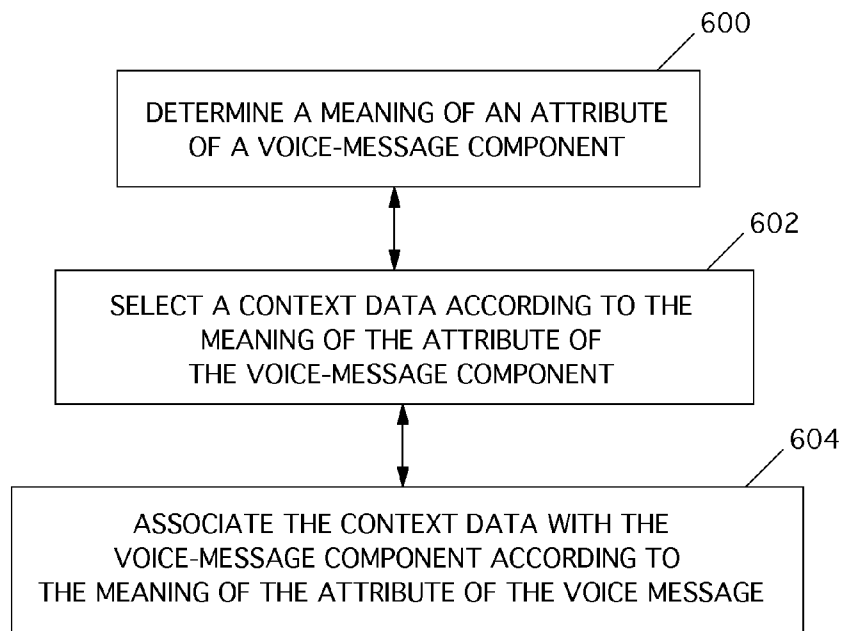 600
DETERMINE A MEANING OF AN ATTRIBUTE
OF A VOICE-MESSAGE COMPONENT
602
SELECT A CONTEXT DATA ACCORDING TO THE
MEANING OF THE ATTRIBUTE OF
THE VOICE-MESSAGE COMPONENT
604
ASSOCIATE THE CONTEXT DATA WITH THE
VOICE-MESSAGE COMPONENT ACCORDING TO
THE MEANING OF THE ATTRIBUTE OF THE VOICE MESSAGE